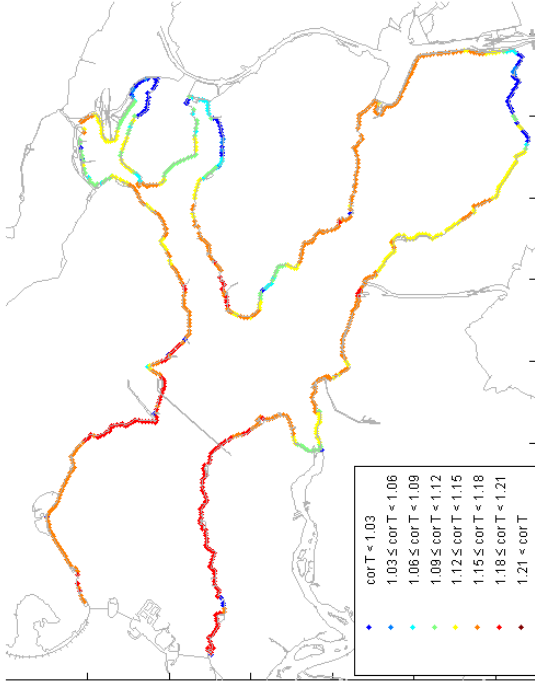 cor T < 1.03
1.03 ≤ cor T < 1.06
1.06 ≤ cor T < 1.09
1.09 ≤ cor T < 1.12
1.12 ≤ cor T < 1.15
1.15 ≤ cor T < 1.18
1.18 ≤ cor T < 1.21
1.21 < cor T